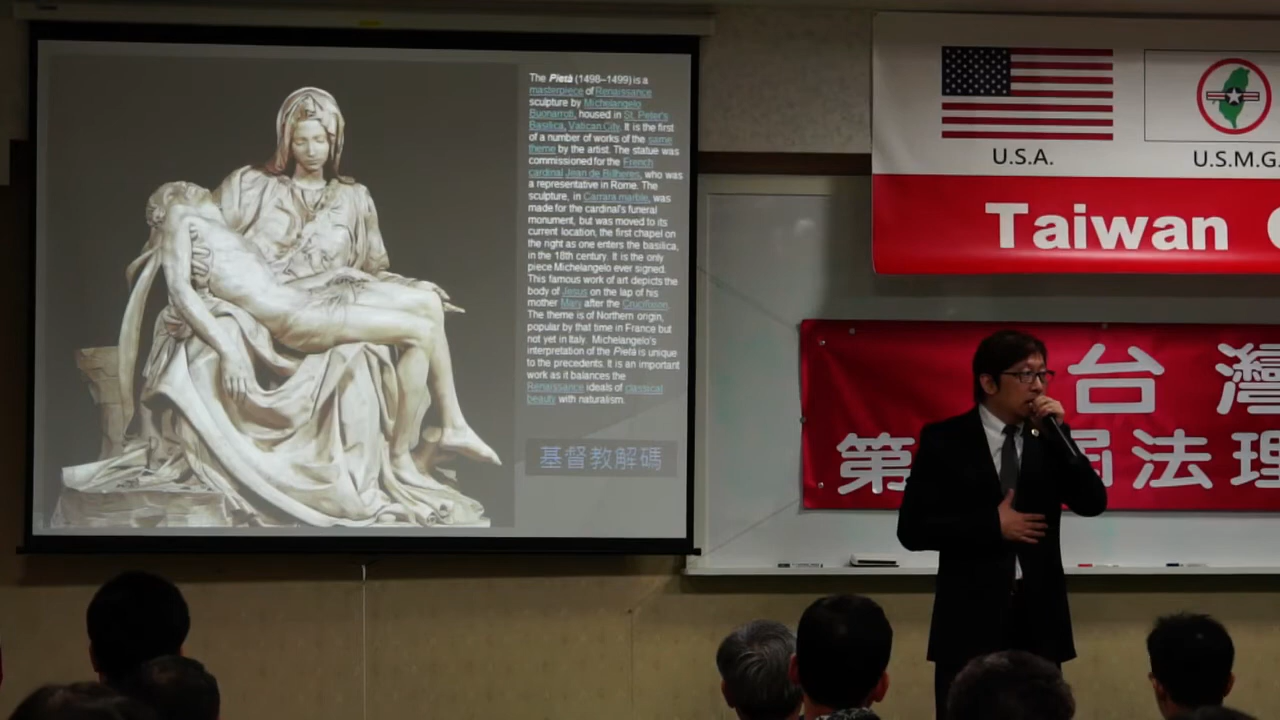 The Pietà (1498–1499) is a
masterpiece of Renaissance
sculpture by Michelangelo
Buonarroti, housed in St. Peter's
Basilica, Vatican City. It is the first
of a number of works of the same
theme by the artist. The statue was
commissioned for the French
cardinal Jean de Billheres, who was
a representative in Rome. The
sculpture, in Carrara marble, was
made for the cardinal's funeral
monument, but was moved to its
current location, the first chapel on
the right as one enters the basilica,
in the 18th century. It is the only
piece Michelangelo ever signed.
This famous work of art depicts the
body of Jesus on the lap of his
mother Mary after the Crucifixion.
The theme is of Northern origin,
popular by that time in France but
not yet in Italy. Michelangelo's
interpretation of the Pietà is unique
to the precedents. It is an important
work as it balances the
Renaissance ideals of classical
beauty with naturalism.
基督教解碼
U.S.A.
U.S.M.G.
Taiwan
台灣
第 屆法理